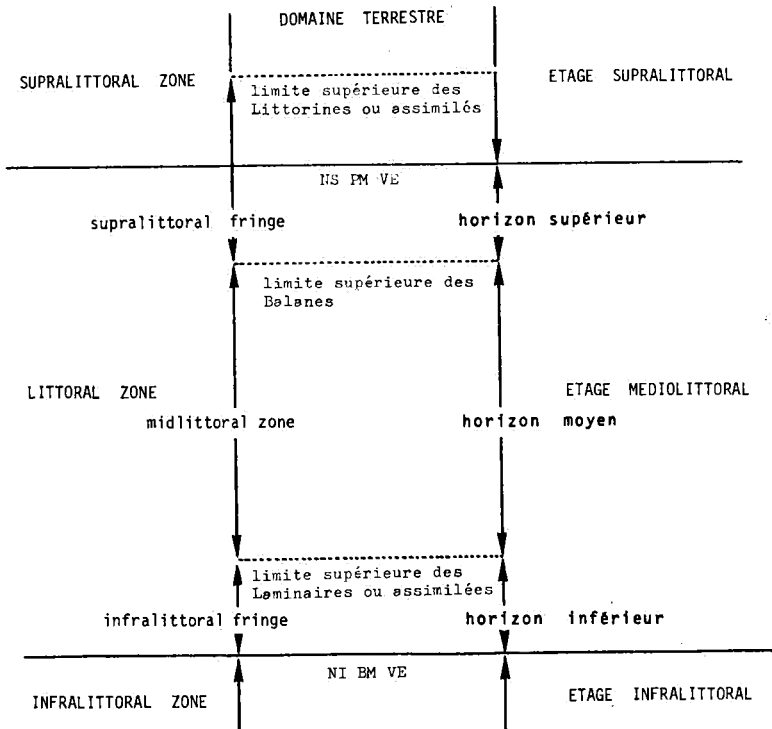 DOMAINE TERRESTRE
SUPRALITTORAL ZONE
limite supérieure des
Littorines ou assimilés
ETAGE SUPRALITTORAL
NS PM VE
supralittoral fringe
horizon supérieur
limite supérieure des
Balanes
LITTORAL ZONE
ETAGE MEDIOLITTORAL
midlittoral zone
horizon moyen
limite supérieure des
Laminaires ou assimilées
infralittoral fringe
horizon inférieur
NI BM VE
INFRALITTORAL ZONE
ETAGE INFRALITTORAL